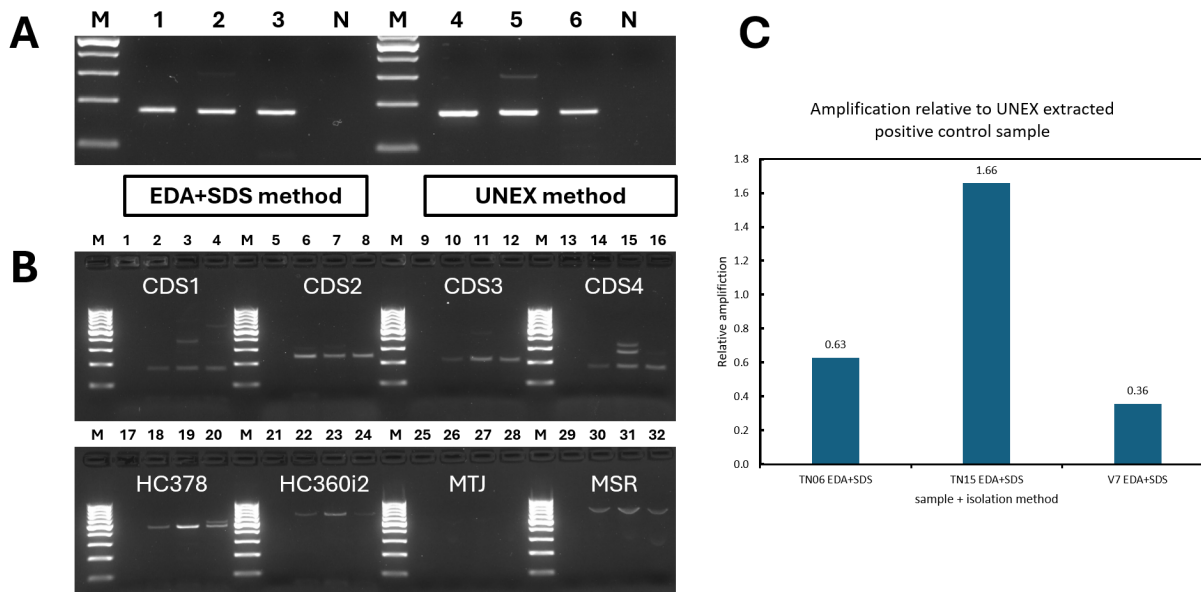 A
M 1 2 3 N M 4 5 6 N
EDA+SDS method UNEX method
B
M 1 2 3 4 M 5 6 7 8 M 9 10 11 12 M 13 14 15 16
CDS1 CDS2 CDS3 CDS4
M 17 18 19 20 M 21 22 23 24 M 25 26 27 28 M 29 30 31 32
HC378 HC360i2 MTJ MSR
C
Amplification relative to UNEX extracted
positive control sample
Relative amplifiction
1.8
1.6
1.4
1.2
1.0
0.8
0.6
0.4
0.2
0.0
0.63
1.66
0.36
TN06 EDA+SDS TN15 EDA+SDS V7 EDA+SDS
sample + isolation method